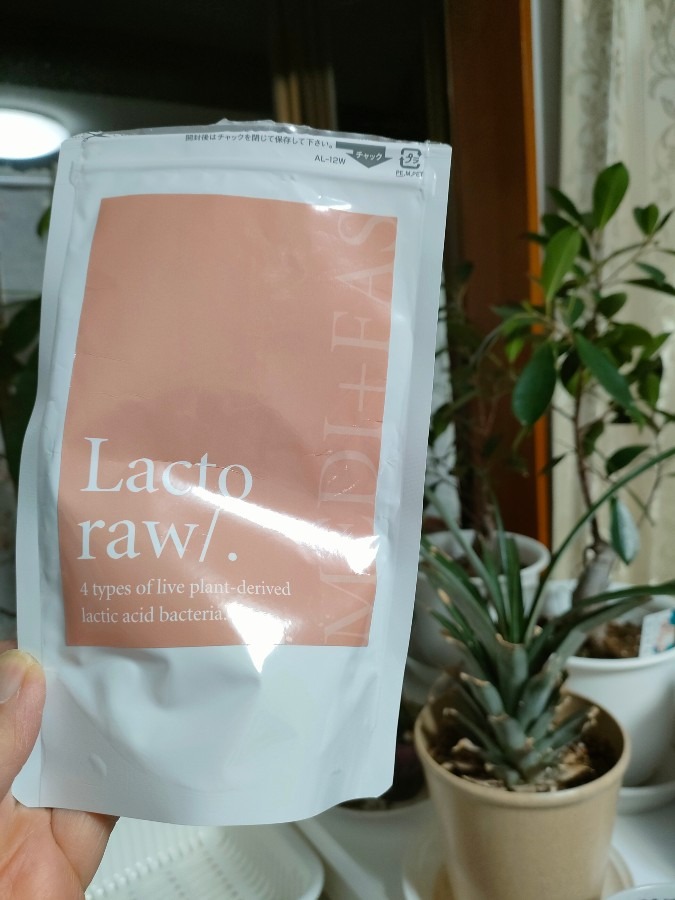 開封後はチャックを閉じて保存して下さい。
AL-12W
チャック
プラ
PE,M,PET
MEDI+FAS
Lacto
raw/.
4 types of live plant-derived
lactic acid bacteria.